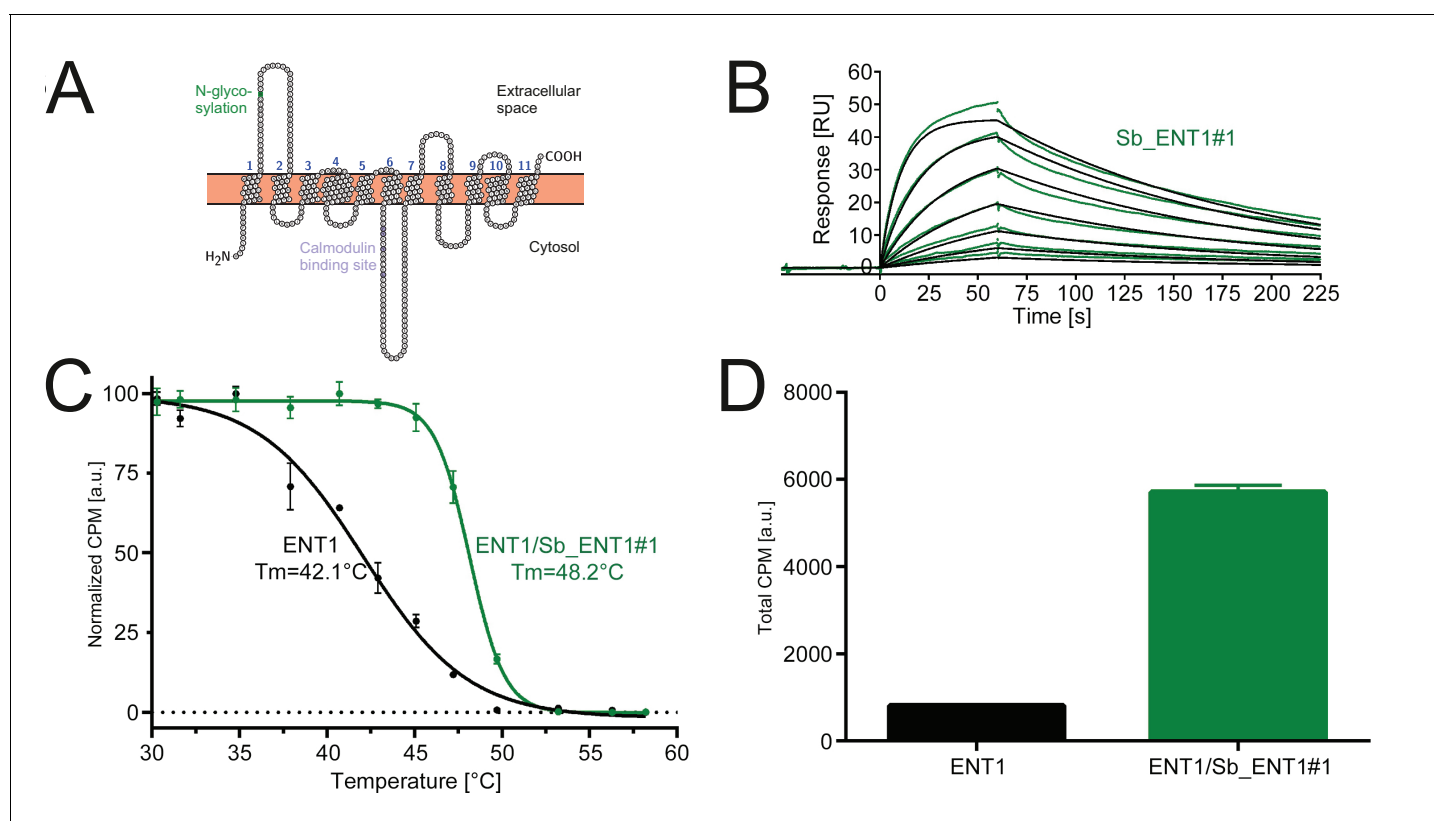 A
N-glyco-
sylation
Extracellular
space
1 2 3 4 5 6 7 8 9 10 11
COOH
H2N
Calmodulin
binding site
Cytosol
B
Response [RU]
60
50
40
30
20
10
0
Sb_ENT1#1
0 25 50 75 100 125 150 175 200 225
Time [s]
C
Normalized CPM [a.u.]
100
75
50
25
0
ENT1
Tm=42.1°C
ENT1/Sb_ENT1#1
Tm=48.2°C
30 35 40 45 50 55 60
Temperature [°C]
D
Total CPM [a.u.]
8000
6000
4000
2000
0
ENT1 ENT1/Sb_ENT1#1